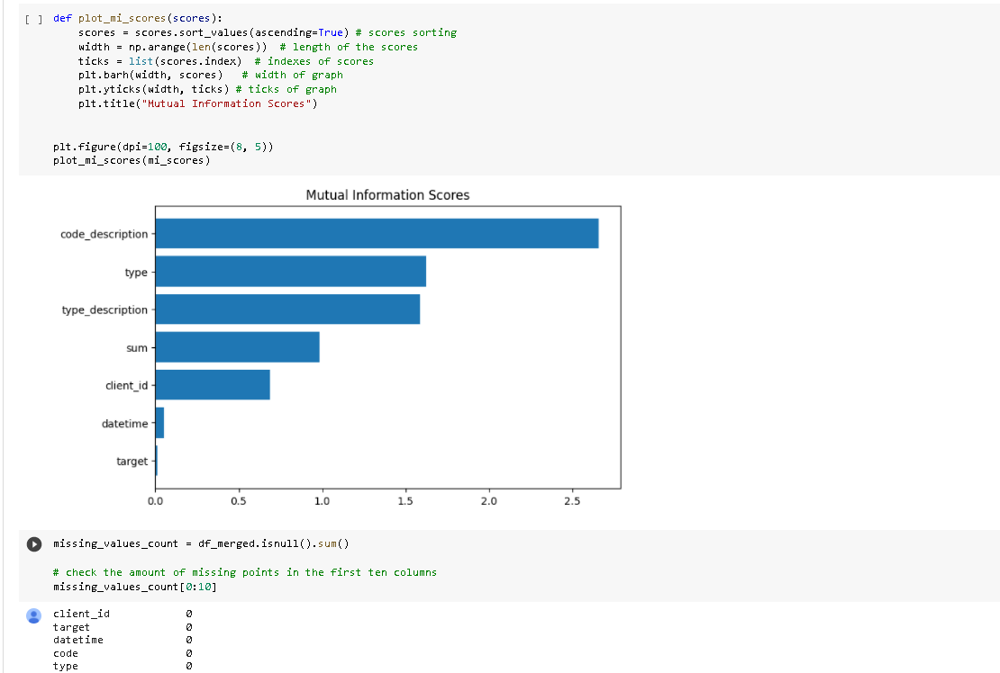 [ ] def plot_mi_scores(scores):
scores = scores.sort_values(ascending=True) # scores sorting
width = np.arange(len(scores))  # length of the scores
ticks = list(scores.index)  # indexes of scores
plt.barh(width, scores)   # width of graph
plt.yticks(width, ticks) # ticks of graph
plt.title("Mutual Information Scores")
plt.figure(dpi=100, figsize=(8, 5))
plot_mi_scores(mi_scores)
Mutual Information Scores
code_description
type
type_description
sum
client_id
datetime
target
0.0 0.5 1.0 1.5 2.0 2.5
missing_values_count = df_merged.isnull().sum()
# check the amount of missing points in the first ten columns
missing_values_count[0:10]
client_id 0
target 0
datetime 0
code 0
type 0